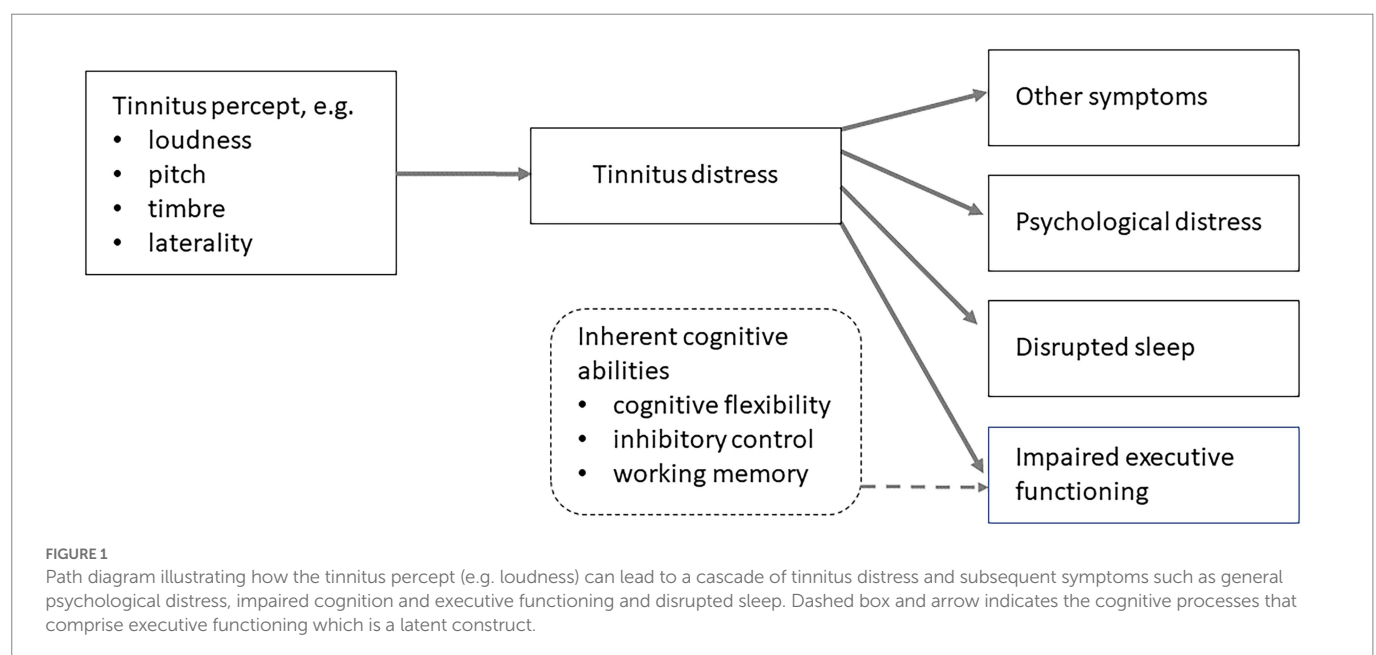 Tinnitus percept, e.g.
• loudness
• pitch
• timbre
• laterality
Tinnitus distress
Other symptoms
Psychological distress
Disrupted sleep
Inherent cognitive
abilities
• cognitive flexibility
• inhibitory control
• working memory
Impaired executive
functioning
FIGURE 1
Path diagram illustrating how the tinnitus percept (e.g. loudness) can lead to a cascade of tinnitus distress and subsequent symptoms such as general
psychological distress, impaired cognition and executive functioning and disrupted sleep. Dashed box and arrow indicates the cognitive processes that
comprise executive functioning which is a latent construct.